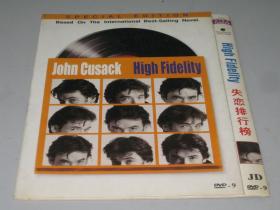 SPECIAL EDITION
Based On The International Best-Selling Novel
John Cusack High Fidelity
DVD-9
High Fidelity
失恋排行榜
JD
DVD-9